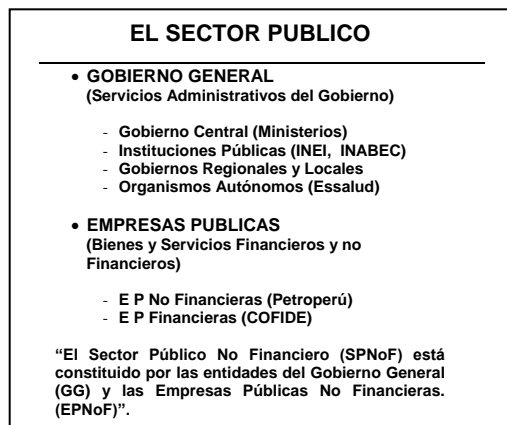 EL SECTOR PUBLICO
• GOBIERNO GENERAL
(Servicios Administrativos del Gobierno)
- Gobierno Central (Ministerios)
- Instituciones Públicas (INEI, INABEC)
- Gobiernos Regionales y Locales
- Organismos Autónomos (Essalud)
• EMPRESAS PUBLICAS
(Bienes y Servicios Financieros y no
Financieros)
- E P No Financieras (Petroperú)
- E P Financieras (COFIDE)
“El Sector Público No Financiero (SPNoF) está
constituido por las entidades del Gobierno General
(GG) y las Empresas Públicas No Financieras.
(EPNoF)”.